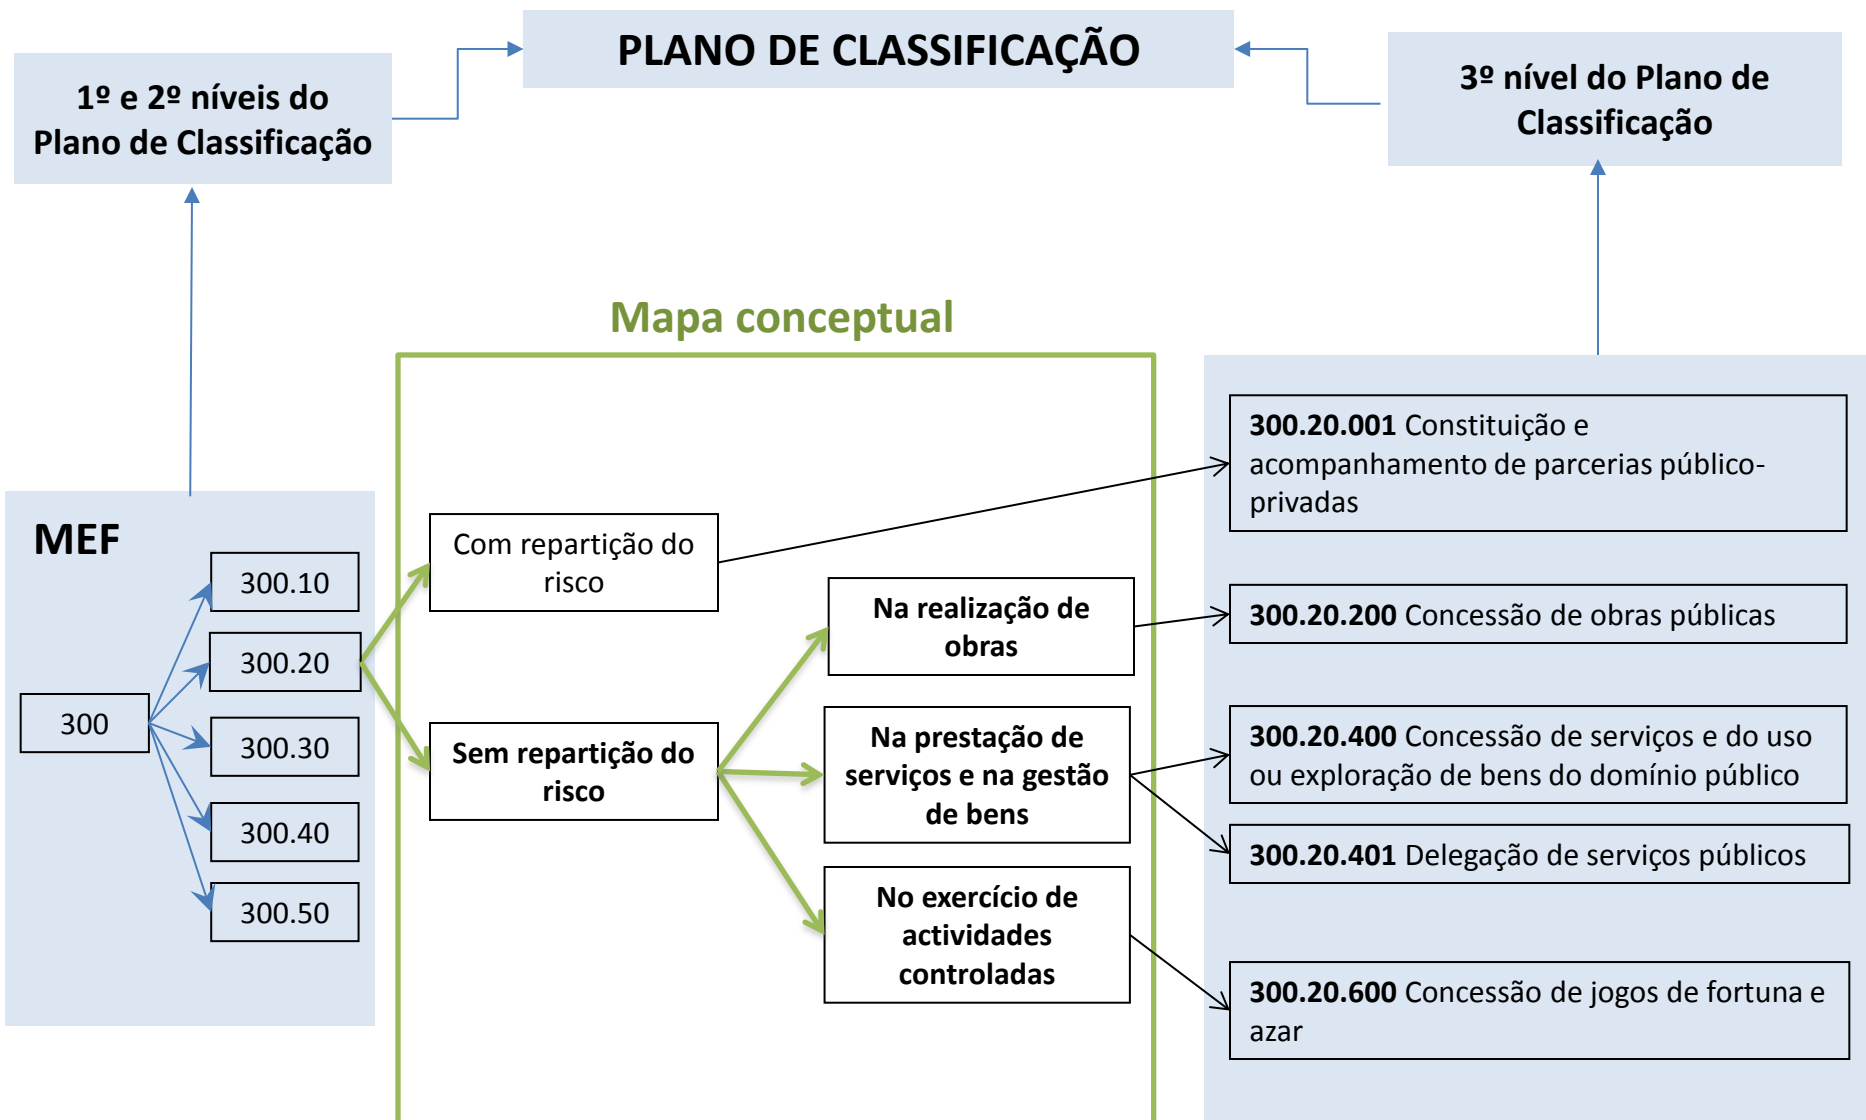 PLANO DE CLASSIFICAÇÃO
1º e 2º níveis do
Plano de Classificação
3º nível do Plano de
Classificação
Mapa conceptual
MEF
300
300.10
300.20
300.30
300.40
300.50
Com repartição do
risco
Sem repartição do
risco
Na realização de
obras
Na prestação de
serviços e na gestão
de bens
No exercício de
actividades
controladas
300.20.001 Constituição e
acompanhamento de parcerias público-
privadas
300.20.200 Concessão de obras públicas
300.20.400 Concessão de serviços e do uso
ou exploração de bens do domínio público
300.20.401 Delegação de serviços públicos
300.20.600 Concessão de jogos de fortuna e
azar